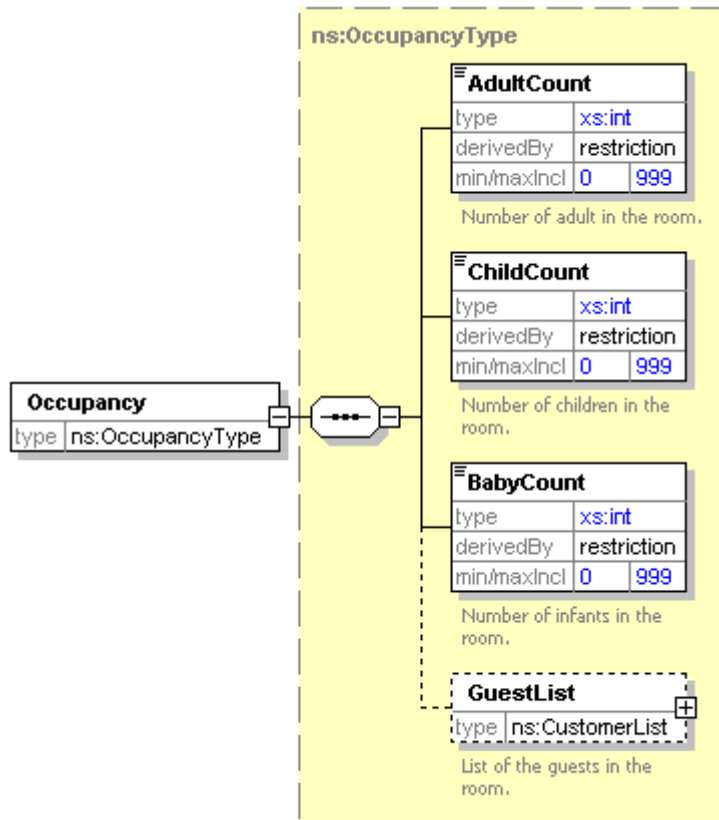 ns:OccupancyType
AdultCount
type xs:int
derivedBy restriction
min/maxIncl 0 999
Number of adult in the room.
ChildCount
type xs:int
derivedBy restriction
min/maxIncl 0 999
Number of children in the
room.
Occupancy
type ns:OccupancyType
BabyCount
type xs:int
derivedBy restriction
min/maxIncl 0 999
Number of infants in the
room.
GuestList
type ns:CustomerList
List of the guests in the
room.